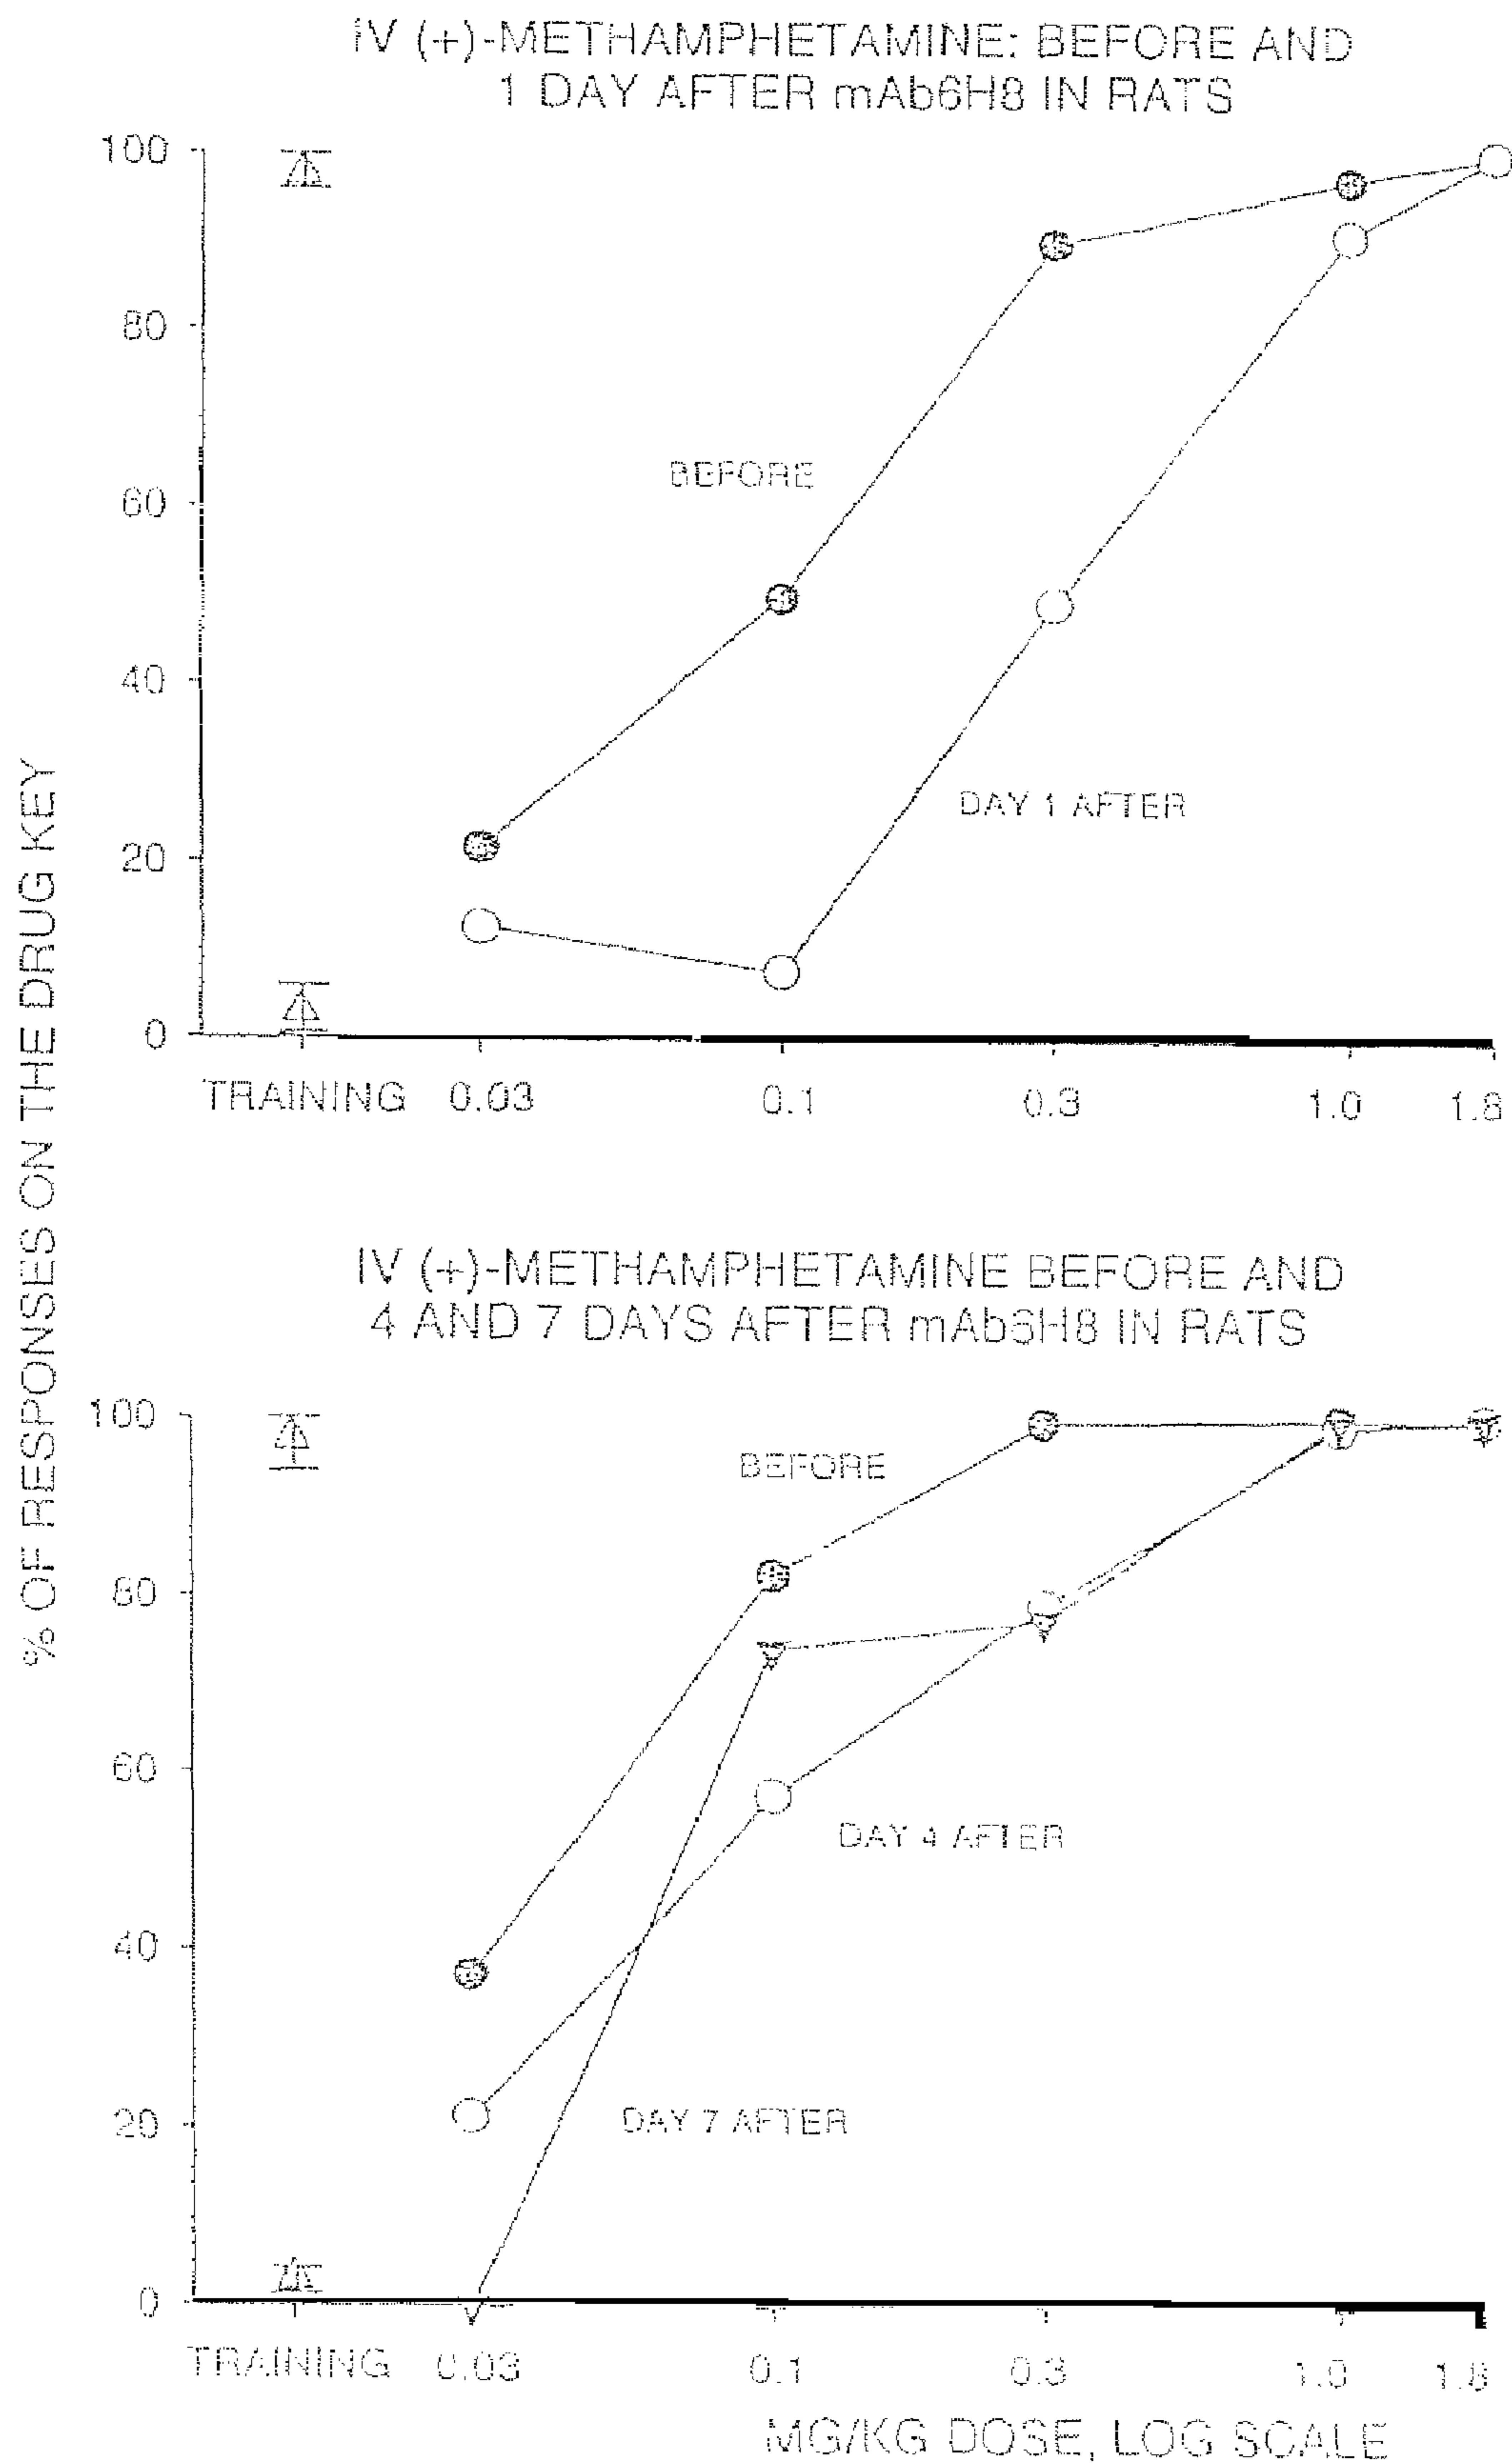 IV (+)-METHAMPHETAMINE: BEFORE AND
1 DAY AFTER mAb6H8 IN RATS
100
80
60
40
20
0
BEFORE
DAY 1 AFTER
TRAINING 0.03 0.1 0.3 1.0 1.8
% OF RESPONSES ON THE DRUG KEY
IV (+)-METHAMPHETAMINE BEFORE AND
4 AND 7 DAYS AFTER mAb6H8 IN RATS
100
80
60
40
20
0
BEFORE
DAY 4 AFTER
DAY 7 AFTER
TRAINING 0.03 0.1 0.3 1.0 1.8
MG/KG DOSE, LOG SCALE